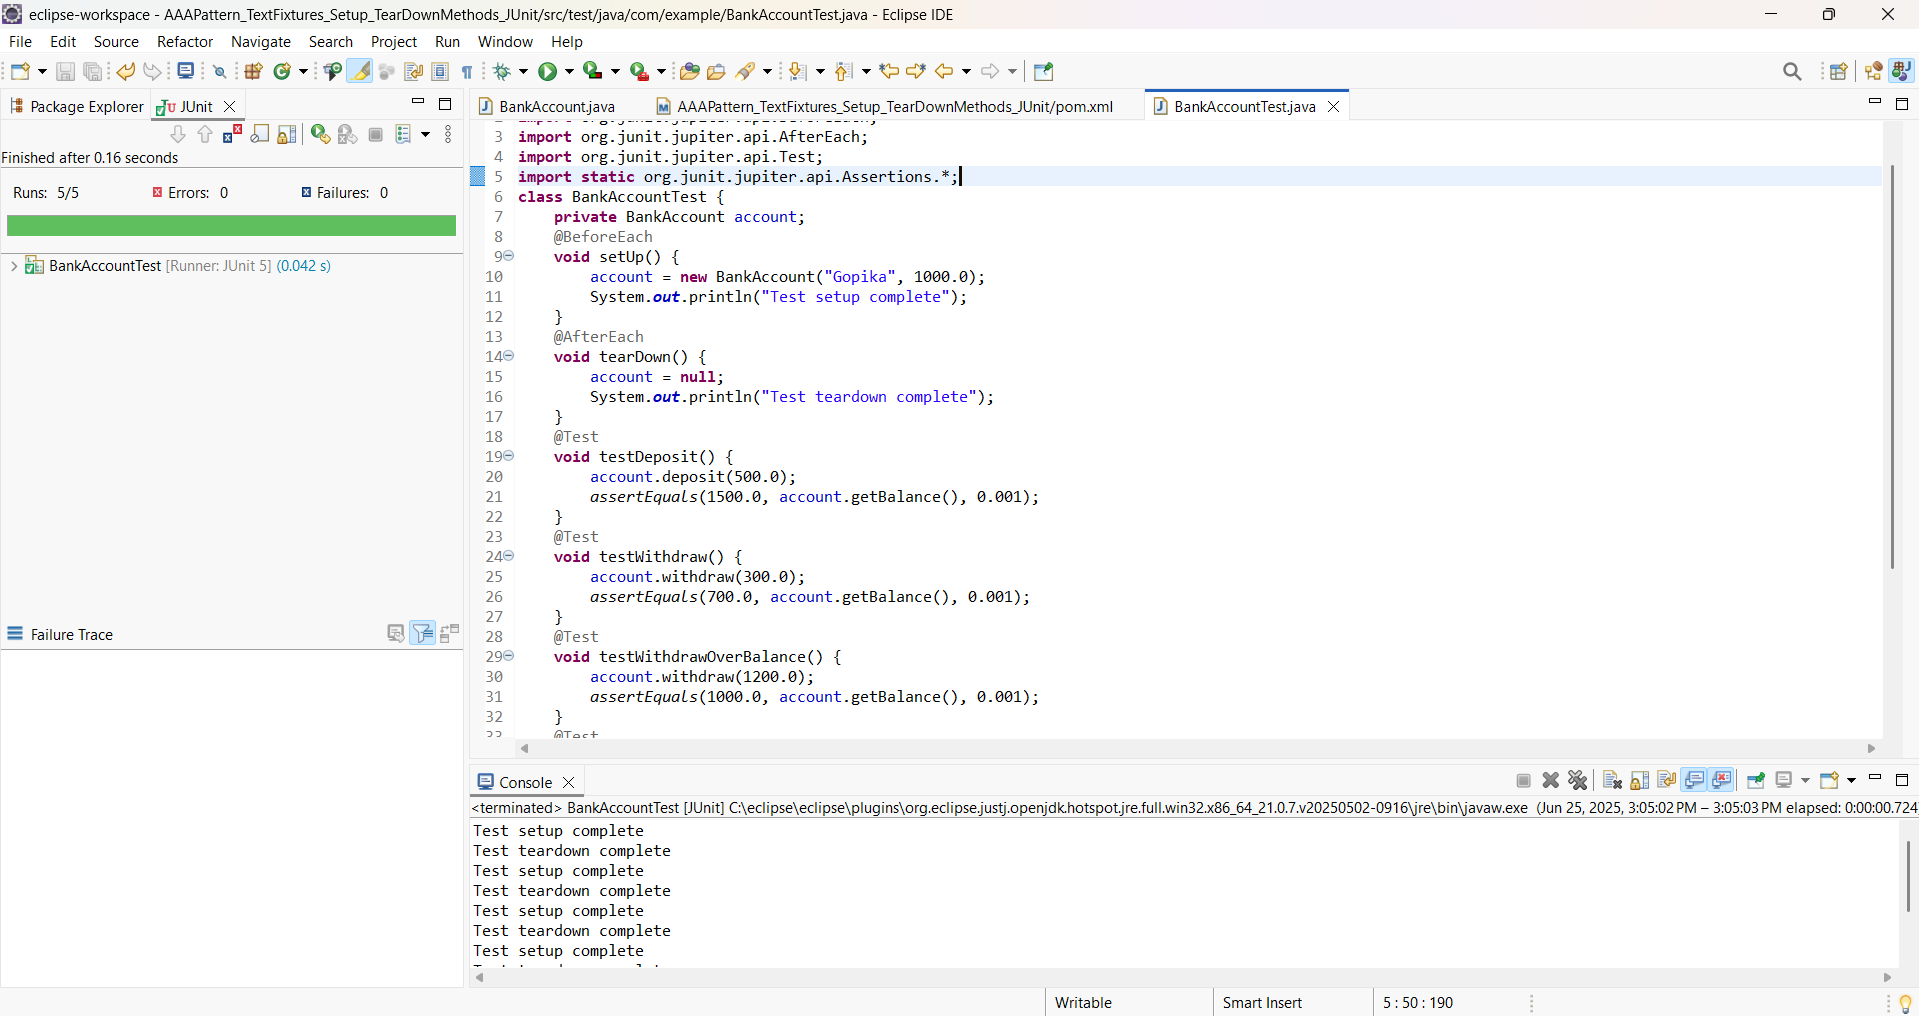 eclipse-workspace - AAAPattern_TextFixtures_Setup_TearDownMethods_JUnit/src/test/java/com/example/BankAccountTest.java - Eclipse IDE
File Edit Source Refactor Navigate Search Project Run Window Help
Package Explorer JUnit
Finished after 0.16 seconds
Runs: 5/5 Errors: 0 Failures: 0
BankAccountTest [Runner: JUnit 5] (0.042 s)
Failure Trace
BankAccount.java AAAPattern_TextFixtures_Setup_TearDownMethods_JUnit/pom.xml BankAccountTest.java
3 import org.junit.jupiter.api.AfterEach;
4 import org.junit.jupiter.api.Test;
5 import static org.junit.jupiter.api.Assertions.*;
6 class BankAccountTest {
7 private BankAccount account;
8 @BeforeEach
9 void setUp() {
10 account = new BankAccount("Gopika", 1000.0);
11 System.out.println("Test setup complete");
12 }
13 @AfterEach
14 void tearDown() {
15 account = null;
16 System.out.println("Test teardown complete");
17 }
18 @Test
19 void testDeposit() {
20 account.deposit(500.0);
21 assertEquals(1500.0, account.getBalance(), 0.001);
22 }
23 @Test
24 void testWithdraw() {
25 account.withdraw(300.0);
26 assertEquals(700.0, account.getBalance(), 0.001);
27 }
28 @Test
29 void testWithdrawOverBalance() {
30 account.withdraw(1200.0);
31 assertEquals(1000.0, account.getBalance(), 0.001);
32 }
33 @Test
Console
<terminated> BankAccountTest [JUnit] C:\eclipse\eclipse\plugins\org.eclipse.justj.openjdk.hotspot.jre.full.win32.x86_64_21.0.7.v20250502-0916\jre\bin\javaw.exe (Jun 25, 2025, 3:05:02 PM – 3:05:03 PM elapsed: 0:00:00.724
Test setup complete
Test teardown complete
Test setup complete
Test teardown complete
Test setup complete
Test teardown complete
Test setup complete
Writable Smart Insert 5 : 50 : 190